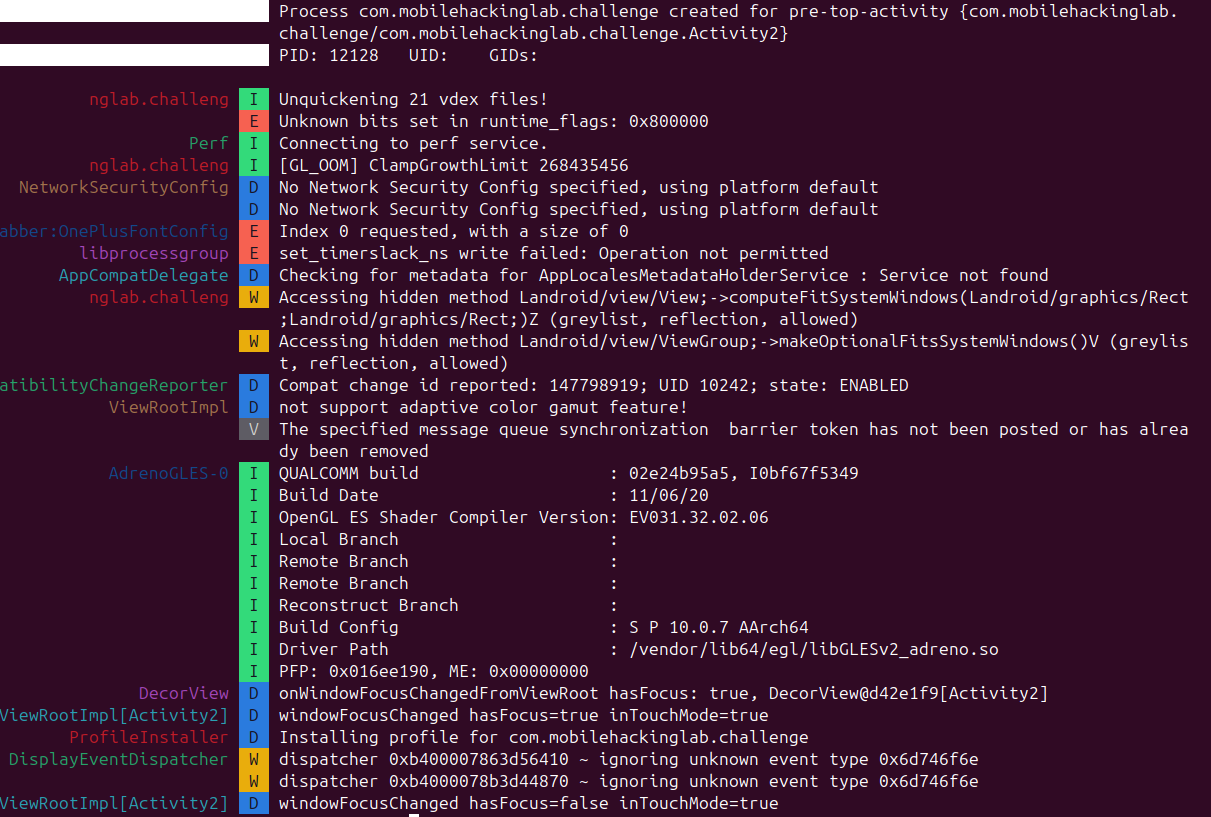 Process com.mobilehackinglab.challenge created for pre-top-activity {com.mobilehackinglab.
challenge/com.mobilehackinglab.challenge.Activity2}
PID: 12128 UID: GIDs:
nglab.challeng I Unquickening 21 vdex files!
E Unknown bits set in runtime_flags: 0x800000
Perf I Connecting to perf service.
nglab.challeng I [GL_OOM] ClampGrowthLimit 268435456
NetworkSecurityConfig D No Network Security Config specified, using platform default
D No Network Security Config specified, using platform default
abber:OnePlusFontConfig E Index 0 requested, with a size of 0
libprocessgroup E set_timerslack_ns write failed: Operation not permitted
AppCompatDelegate D Checking for metadata for AppLocalesMetadataHolderService : Service not found
nglab.challeng W Accessing hidden method Landroid/view/View;->computeFitSystemWindows(Landroid/graphics/Rect
;Landroid/graphics/Rect;)Z (greylist, reflection, allowed)
W Accessing hidden method Landroid/view/ViewGroup;->makeOptionalFitsSystemWindows()V (greylis
t, reflection, allowed)
atibilityChangeReporter D Compat change id reported: 147798919; UID 10242; state: ENABLED
ViewRootImpl D not support adaptive color gamut feature!
V The specified message queue synchronization  barrier token has not been posted or has alrea
dy been removed
AdrenoGLES-0 I QUALCOMM build : 02e24b95a5, I0bf67f5349
I Build Date : 11/06/20
I OpenGL ES Shader Compiler Version: EV031.32.02.06
I Local Branch :
I Remote Branch :
I Remote Branch :
I Reconstruct Branch :
I Build Config : S P 10.0.7 AArch64
I Driver Path : /vendor/lib64/egl/libGLESv2_adreno.so
I PFP: 0x016ee190, ME: 0x00000000
DecorView D onWindowFocusChangedFromViewRoot hasFocus: true, DecorView@d42e1f9[Activity2]
ViewRootImpl[Activity2] D windowFocusChanged hasFocus=true inTouchMode=true
ProfileInstaller D Installing profile for com.mobilehackinglab.challenge
DisplayEventDispatcher W dispatcher 0xb400007863d56410 ~ ignoring unknown event type 0x6d746f6e
W dispatcher 0xb4000078b3d44870 ~ ignoring unknown event type 0x6d746f6e
ViewRootImpl[Activity2] D windowFocusChanged hasFocus=false inTouchMode=true